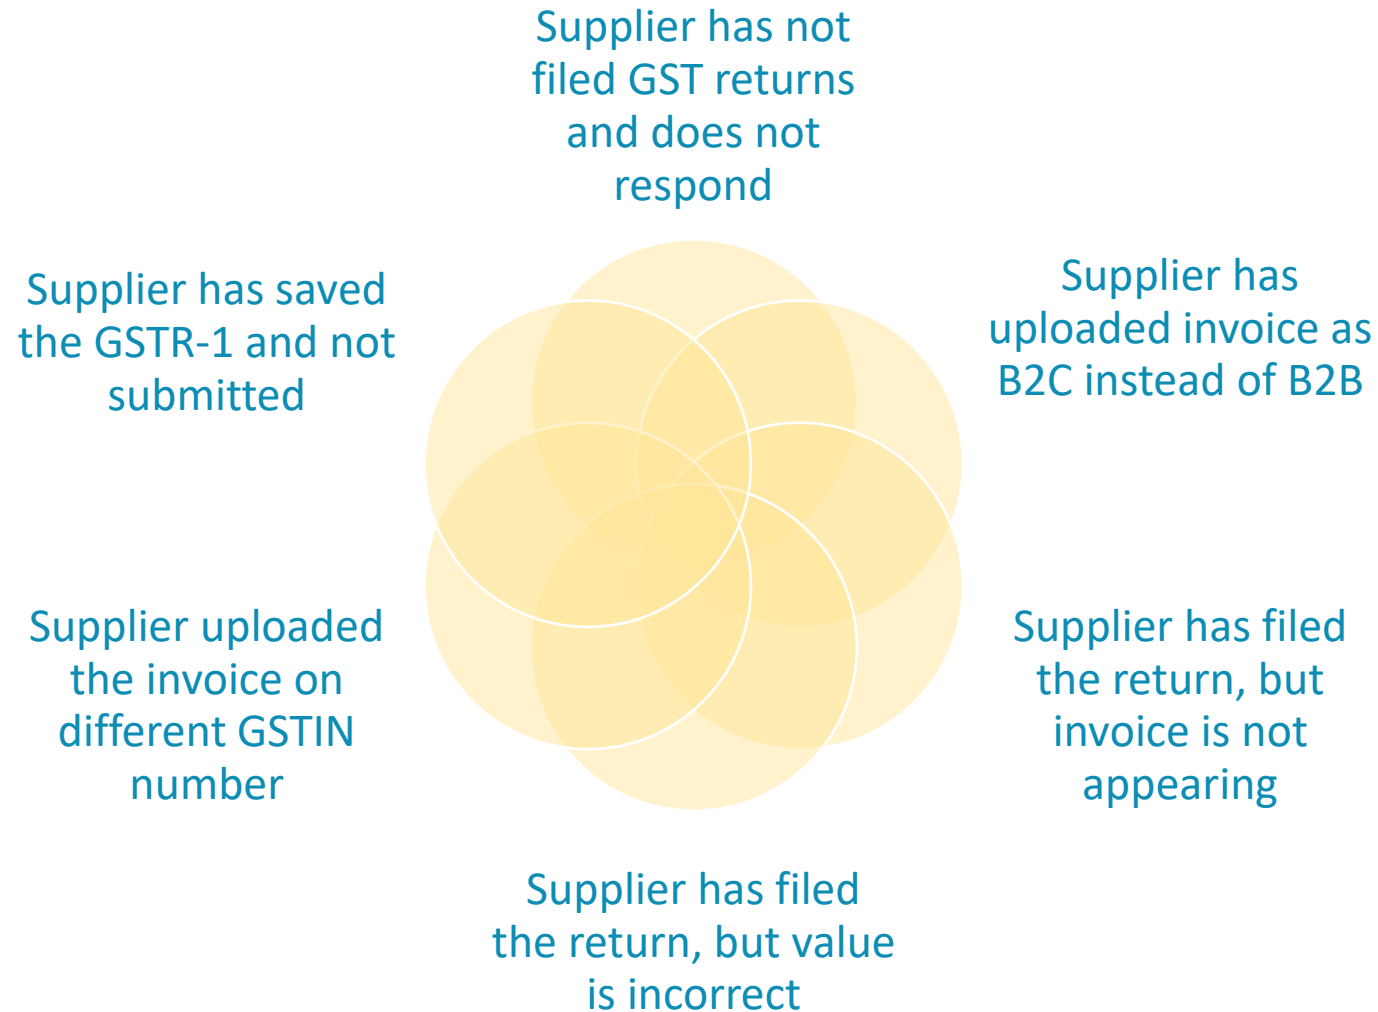 Supplier has not
filed GST returns
and does not
respond
Supplier has
uploaded invoice as
B2C instead of B2B
Supplier has filed
the return, but
invoice is not
appearing
Supplier has filed
the return, but value
is incorrect
Supplier uploaded
the invoice on
different GSTIN
number
Supplier has saved
the GSTR-1 and not
submitted